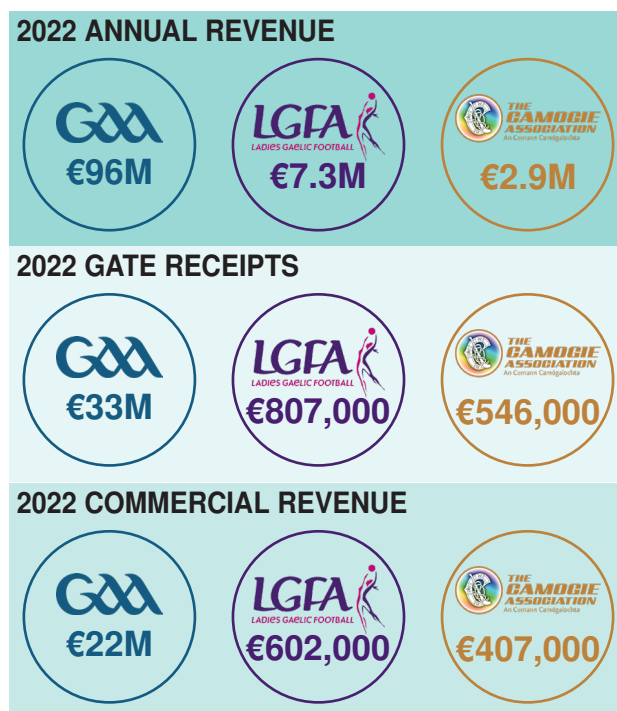 2022 ANNUAL REVENUE
GAA
€96M
LGFA
LADIES GAELIC FOOTBALL
€7.3M
THE
CAMOGIE
ASSOCIATION
An Cumann Camógaíochta
€2.9M
2022 GATE RECEIPTS
GAA
€33M
LGFA
LADIES GAELIC FOOTBALL
€807,000
THE
CAMOGIE
ASSOCIATION
An Cumann Camógaíochta
€546,000
2022 COMMERCIAL REVENUE
GAA
€22M
LGFA
LADIES GAELIC FOOTBALL
€602,000
THE
CAMOGIE
ASSOCIATION
An Cumann Camógaíochta
€407,000